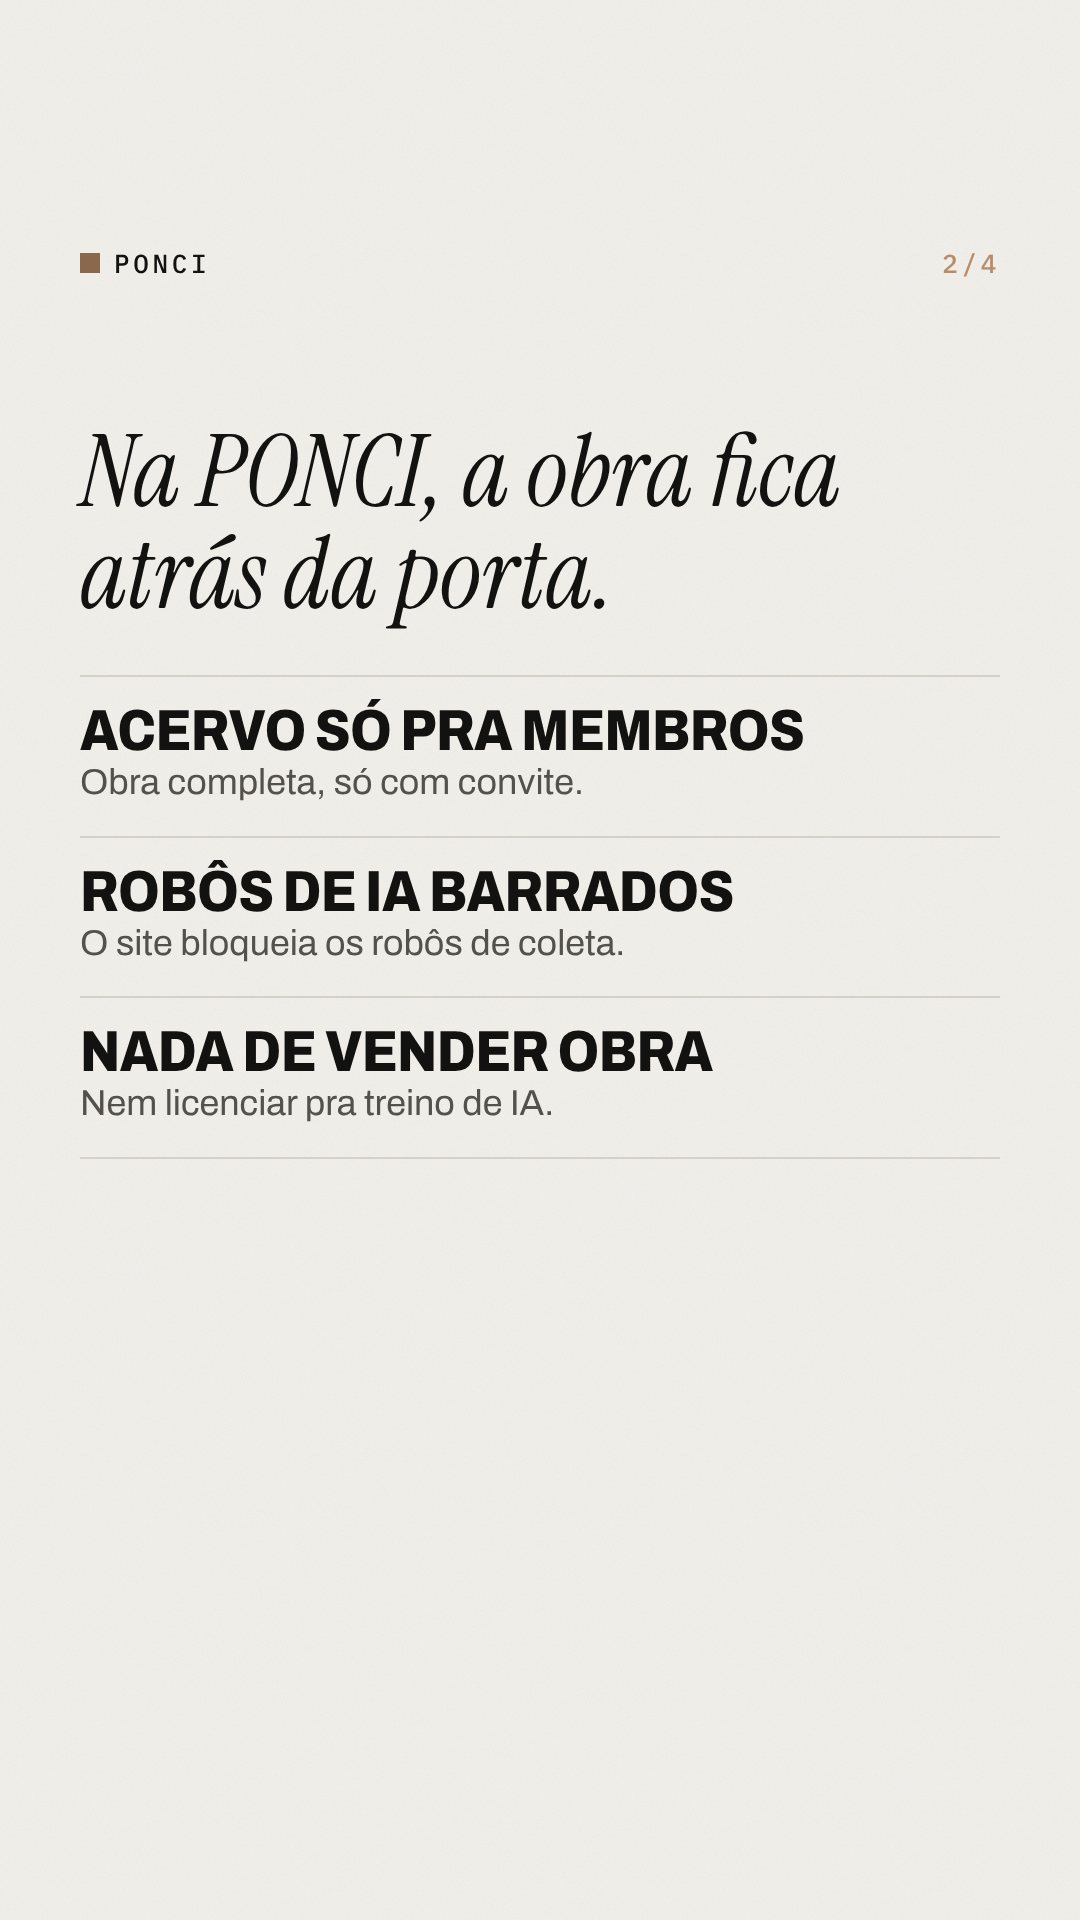 PONCI
2/4
Na PONCI, a obra fica
atrás da porta.
ACERVO SÓ PRA MEMBROS
Obra completa, só com convite.
ROBÔS DE IA BARRADOS
O site bloqueia os robôs de coleta.
NADA DE VENDER OBRA
Nem licenciar pra treino de IA.